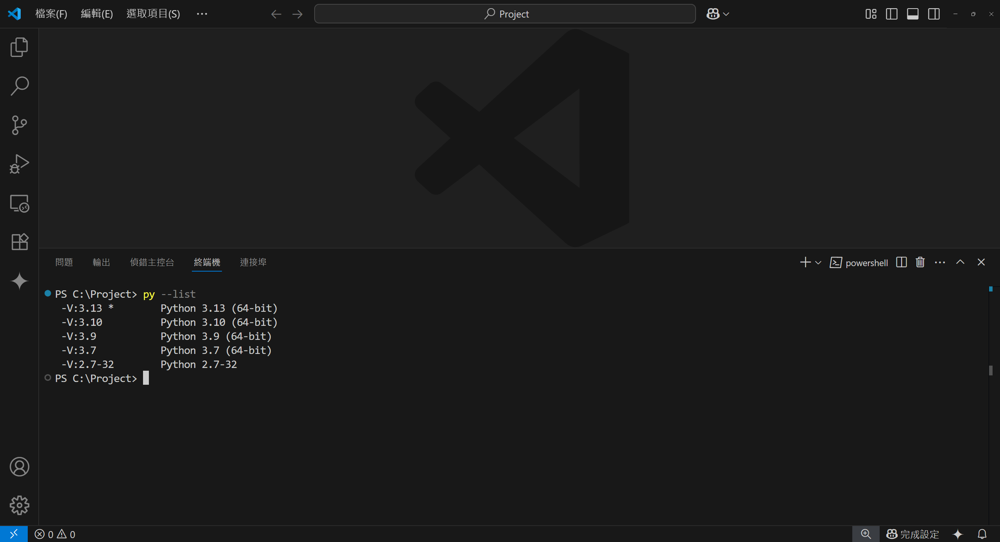 檔案(F) 編輯(E) 選取項目(S) ··· Project
問題 輸出 偵錯主控台 終端機 連接埠 powershell
PS C:\Project> py --list
-V:3.13 * Python 3.13 (64-bit)
-V:3.10 Python 3.10 (64-bit)
-V:3.9 Python 3.9 (64-bit)
-V:3.7 Python 3.7 (64-bit)
-V:2.7-32 Python 2.7-32
PS C:\Project>
0 0 完成設定